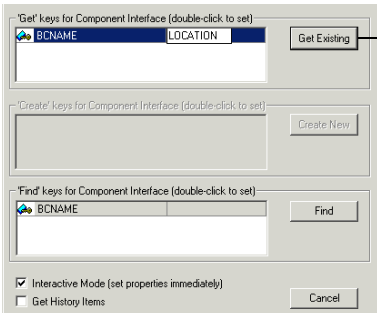 'Get' keys for Component Interface (double-click to set)
BCNAME LOCATION
Get Existing
'Create' keys for Component Interface (double-click to set)
Create New
'Find' keys for Component Interface (double-click to set)
BCNAME
Find
Interactive Mode (set properties immediately)
Get History Items
Cancel